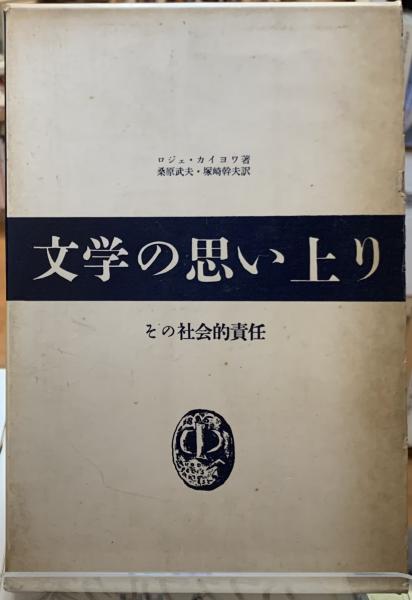 ロジェ・カイヨワ著
桑原武夫・塚崎幹夫訳
文学の思い上り
その社会的責任